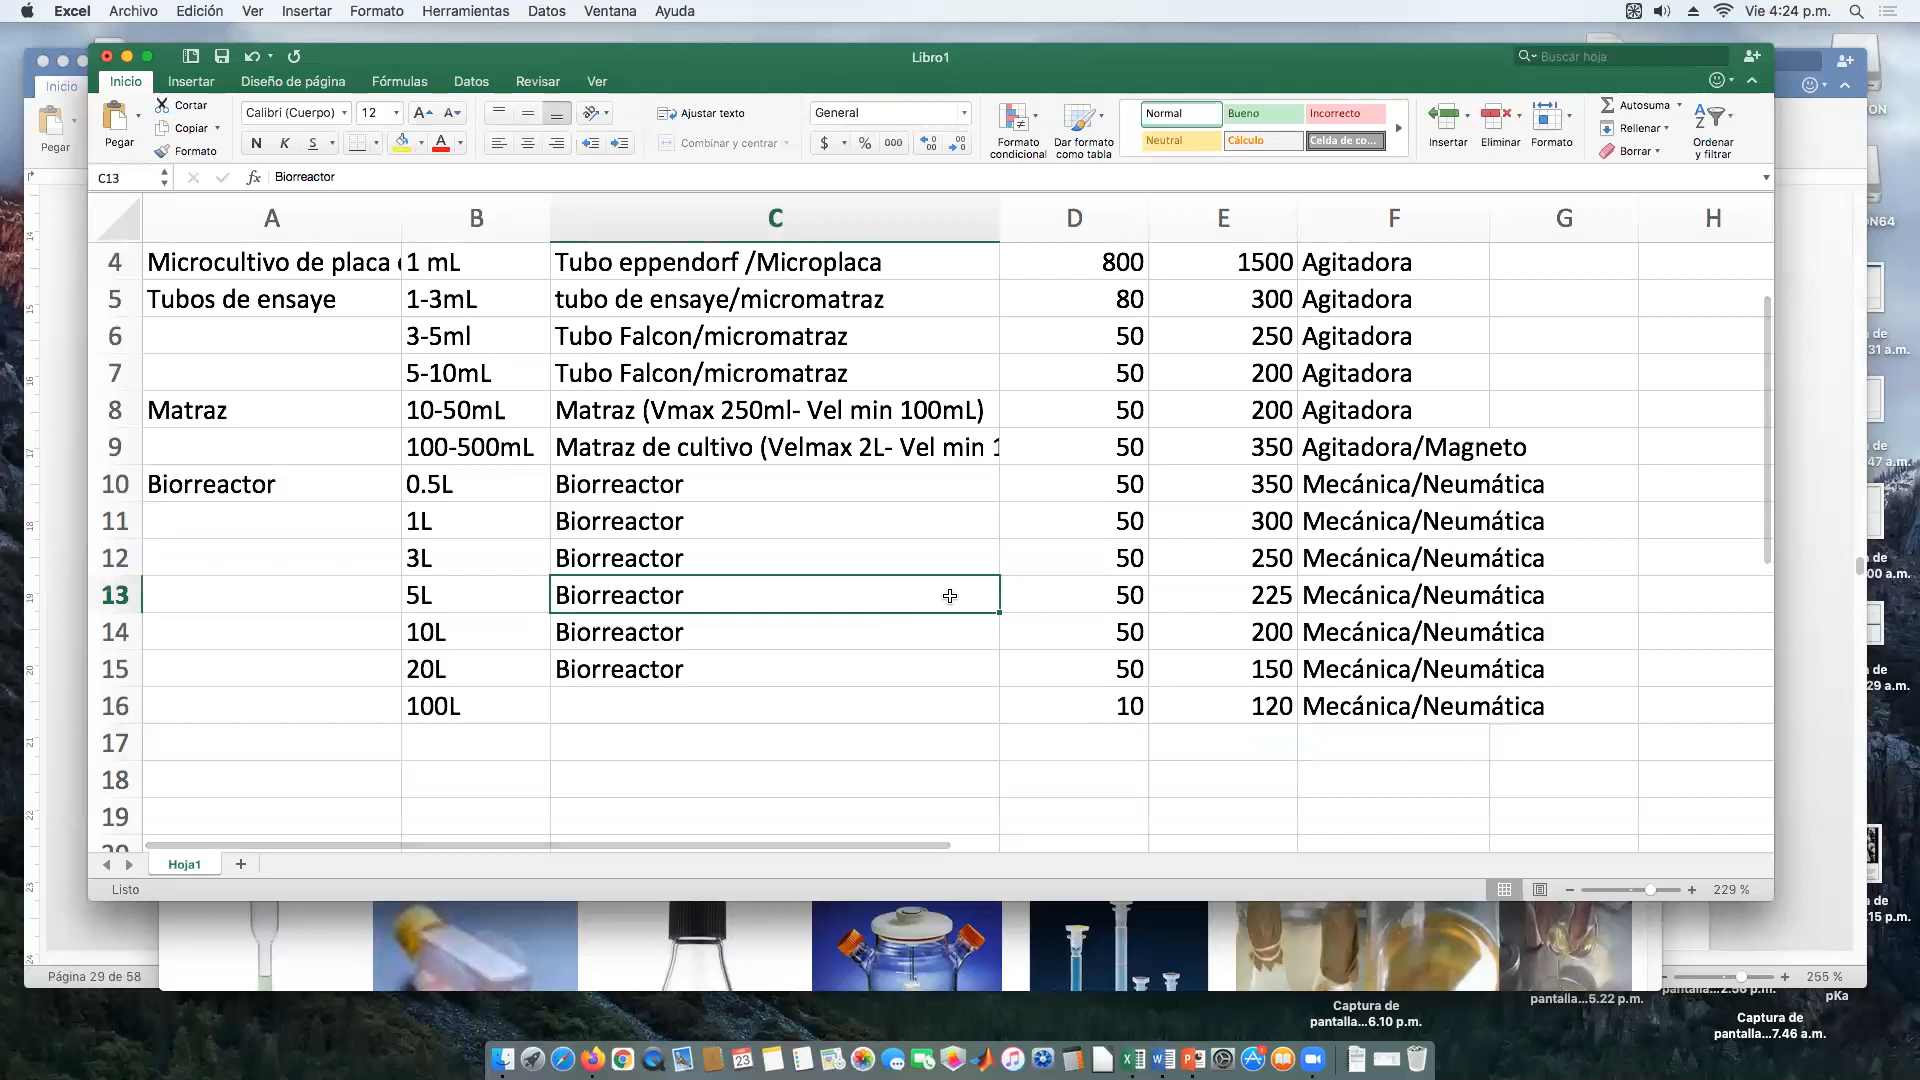 Excel Archivo Edición Ver Insertar Formato Herramientas Datos Ventana Ayuda Vie 4:24 p.m.
Libro1
Buscar hoja
Inicio
Inicio Insertar Diseño de página Fórmulas Datos Revisar Ver
Pegar
Pegar
Cortar
Copiar
Formato
Calibri (Cuerpo) 12
N K S
Ajustar texto
Combinar y centrar
General
$ % 000
Formato condicional
Dar formato como tabla
Normal Bueno Incorrecto
Neutral Cálculo Celda de co...
Insertar Eliminar Formato
Autosuma
Rellenar
Borrar
Ordenar y filtrar
C13 fx Biorreactor
A B C D E F G H
4 Microcultivo de placa 1 mL Tubo eppendorf /Microplaca 800 1500 Agitadora
5 Tubos de ensaye 1-3mL tubo de ensaye/micromatraz 80 300 Agitadora
6 3-5ml Tubo Falcon/micromatraz 50 250 Agitadora
7 5-10mL Tubo Falcon/micromatraz 50 200 Agitadora
8 Matraz 10-50mL Matraz (Vmax 250ml- Vel min 100mL) 50 200 Agitadora
9 100-500mL Matraz de cultivo (Velmax 2L- Vel min 1 50 350 Agitadora/Magneto
10 Biorreactor 0.5L Biorreactor 50 350 Mecánica/Neumática
11 1L Biorreactor 50 300 Mecánica/Neumática
12 3L Biorreactor 50 250 Mecánica/Neumática
13 5L Biorreactor 50 225 Mecánica/Neumática
14 10L Biorreactor 50 200 Mecánica/Neumática
15 20L Biorreactor 50 150 Mecánica/Neumática
16 100L 10 120 Mecánica/Neumática
17
18
19
Hoja1 +
Listo 229 %
Página 29 de 58 255 %
Captura de
pantalla...6.10 p.m.
pantalla...5.22 p.m.
pantalla...2.56 p.m.
pKa
Captura de
pantalla...7.46 a.m.
23